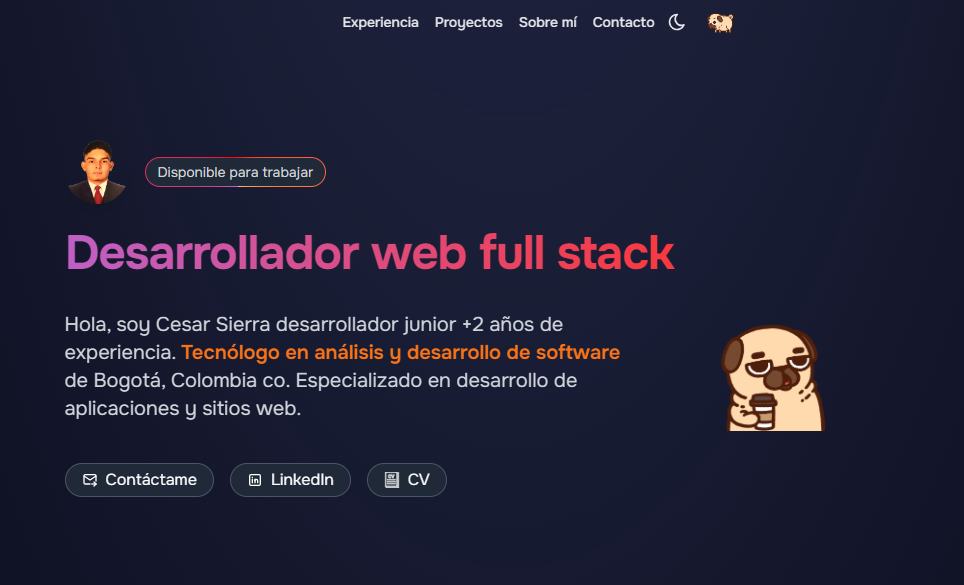 Experiencia Proyectos Sobre mí Contacto
Disponible para trabajar
Desarrollador web full stack
Hola, soy Cesar Sierra desarrollador junior +2 años de
experiencia. Tecnólogo en análisis y desarrollo de software
de Bogotá, Colombia co. Especializado en desarrollo de
aplicaciones y sitios web.
Contáctame LinkedIn CV